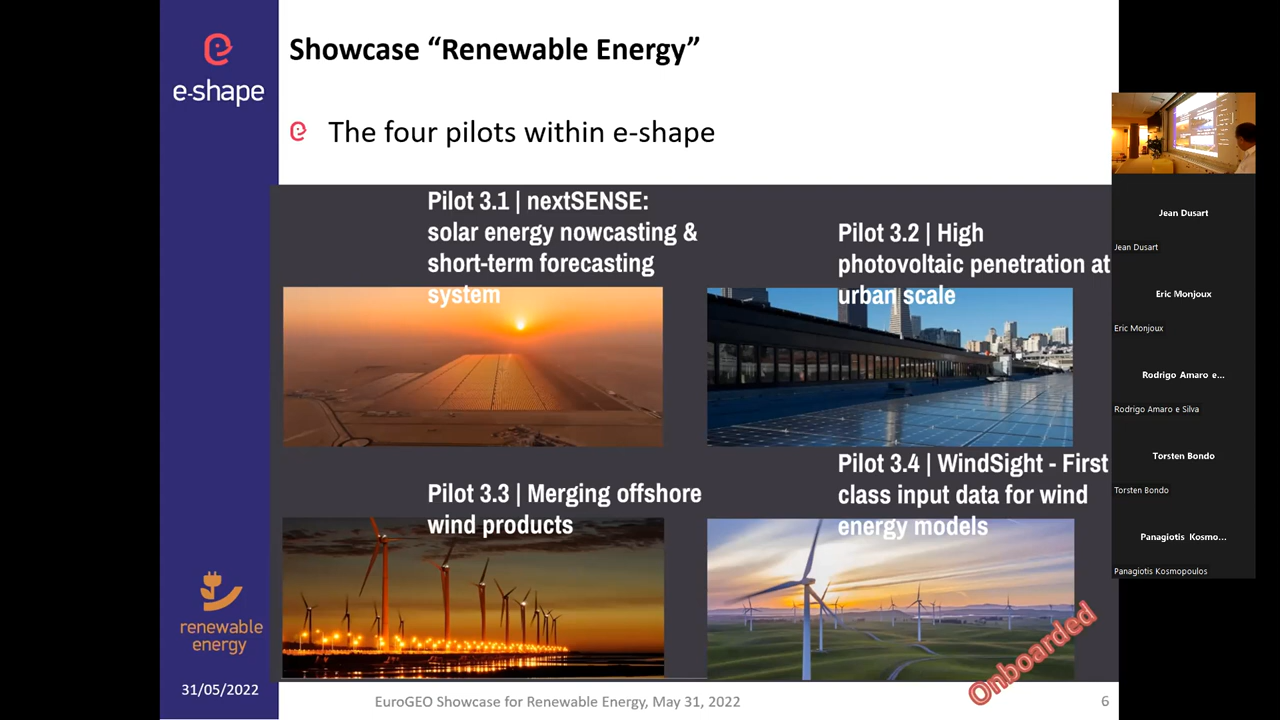 e-shape
Showcase “Renewable Energy”
The four pilots within e-shape
Pilot 3.1 | nextSENSE:
solar energy nowcasting &
short-term forecasting
system
Pilot 3.2 | High
photovoltaic penetration at
urban scale
Pilot 3.3 | Merging offshore
wind products
Pilot 3.4 | WindSight - First
class input data for wind
energy models
Onboarded
renewable
energy
31/05/2022
EuroGEO Showcase for Renewable Energy, May 31, 2022
6
Jean Dusart
Jean Dusart
Eric Monjoux
Eric Monjoux
Rodrigo Amaro e...
Rodrigo Amaro e Silva
Torsten Bondo
Torsten Bondo
Panagiotis Kosmo...
Panagiotis Kosmopoulos